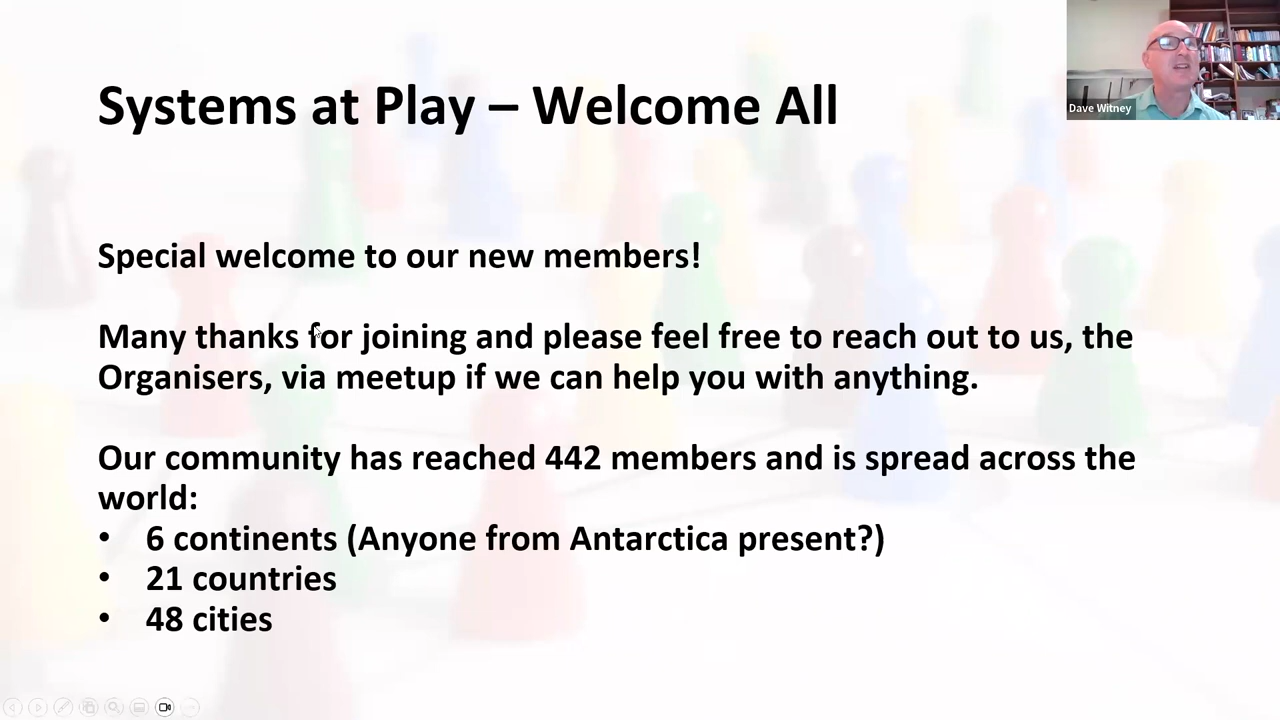 Systems at Play – Welcome All
Dave Witney
Special welcome to our new members!
Many thanks for joining and please feel free to reach out to us, the
Organisers, via meetup if we can help you with anything.
Our community has reached 442 members and is spread across the
world:
• 6 continents (Anyone from Antarctica present?)
• 21 countries
• 48 cities